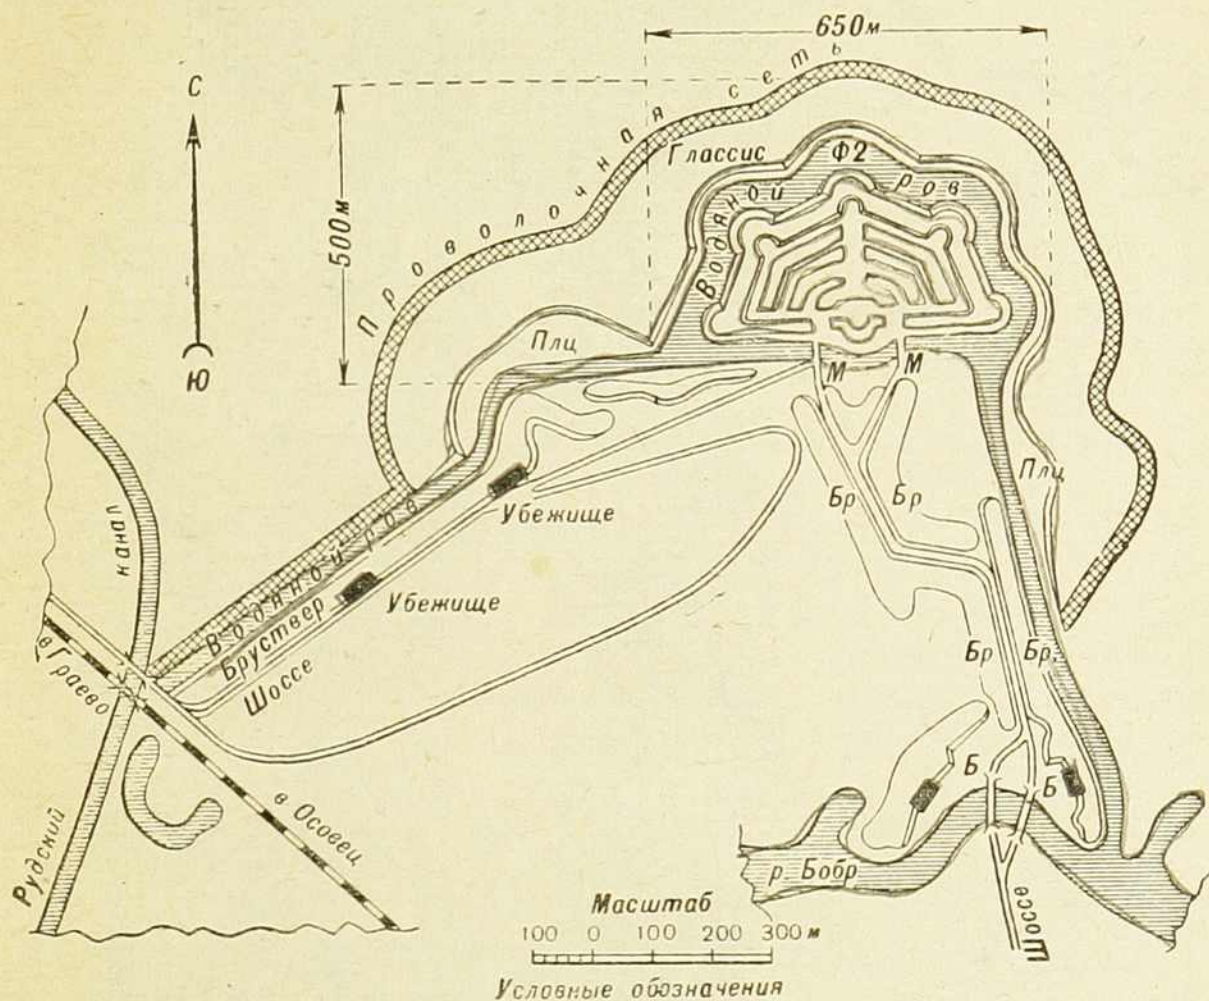 650м
С
Проволочная сеть
Глассис
Ф2
Водяной ров
500м
Плц
Ю
М М
Плц
Бр Бр
Убежище
канал
Водяной ров
Убежище
Бруствер
Бр Бр.
Шоссе
в Граево
Б
Б
в Осовец
Рудский
р. Бобр
Шоссе
Масштаб
100 0 100 200 300 м
Условные обозначения